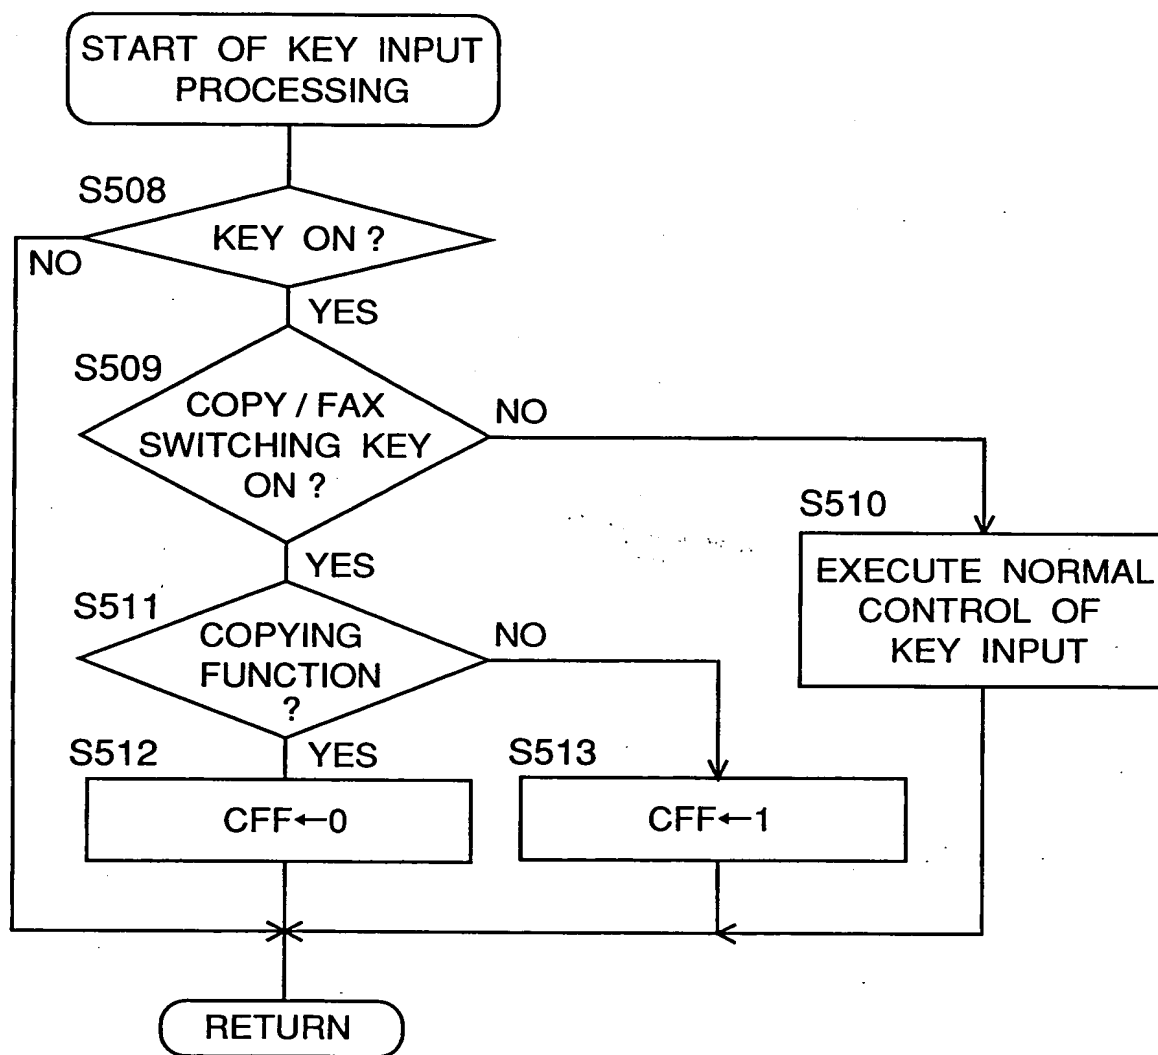 START OF KEY INPUT
PROCESSING
S508
KEY ON ?
NO
YES
S509
COPY / FAX
SWITCHING KEY
ON ?
NO
YES
S510
EXECUTE NORMAL
CONTROL OF
KEY INPUT
S511
COPYING
FUNCTION
?
NO
YES
S512
CFF←0
S513
CFF←1
RETURN